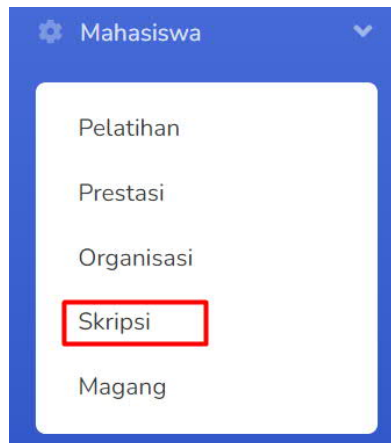 Mahasiswa
Pelatihan
Prestasi
Organisasi
Skripsi
Magang